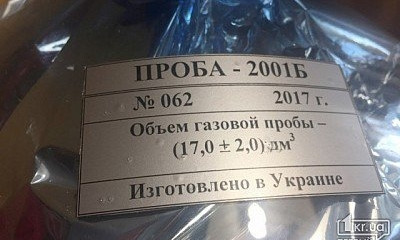 ПРОБА - 2001Б
№ 062 2017 г.
Объем газовой пробы –
(17,0 ± 2,0) дм³
Изготовлено в Украине
1kr.ua